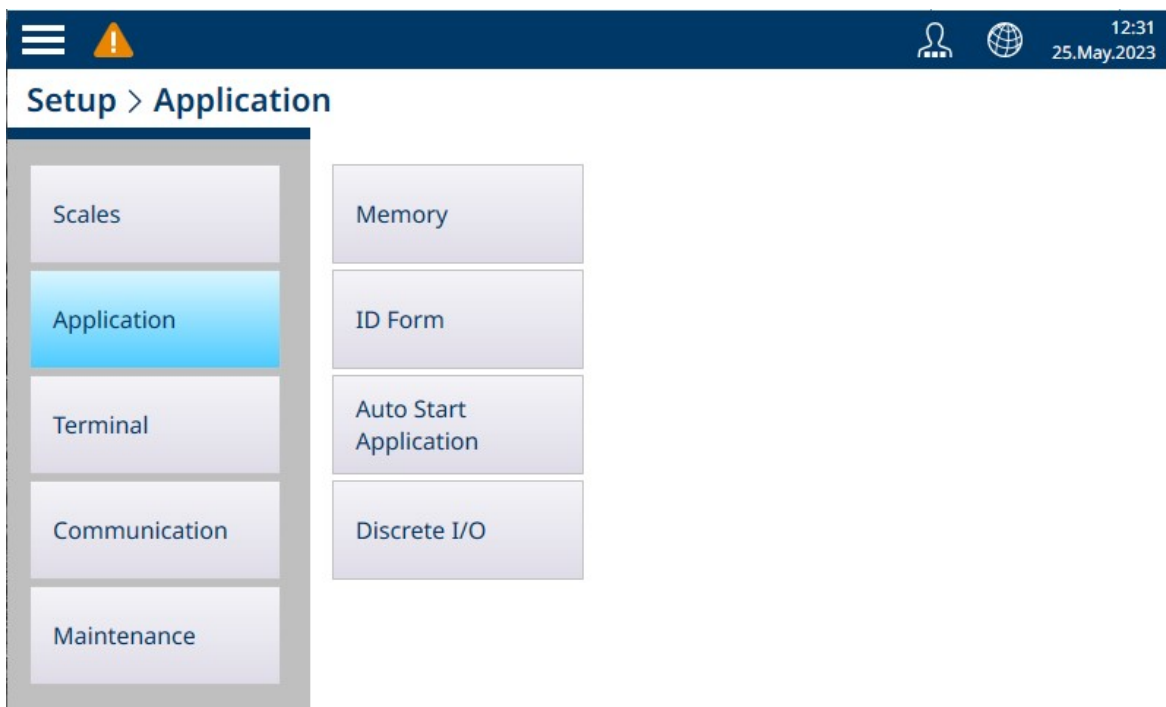 12:31
25.May.2023
Setup > Application
Scales
Memory
Application
ID Form
Terminal
Auto Start
Application
Communication
Discrete I/O
Maintenance